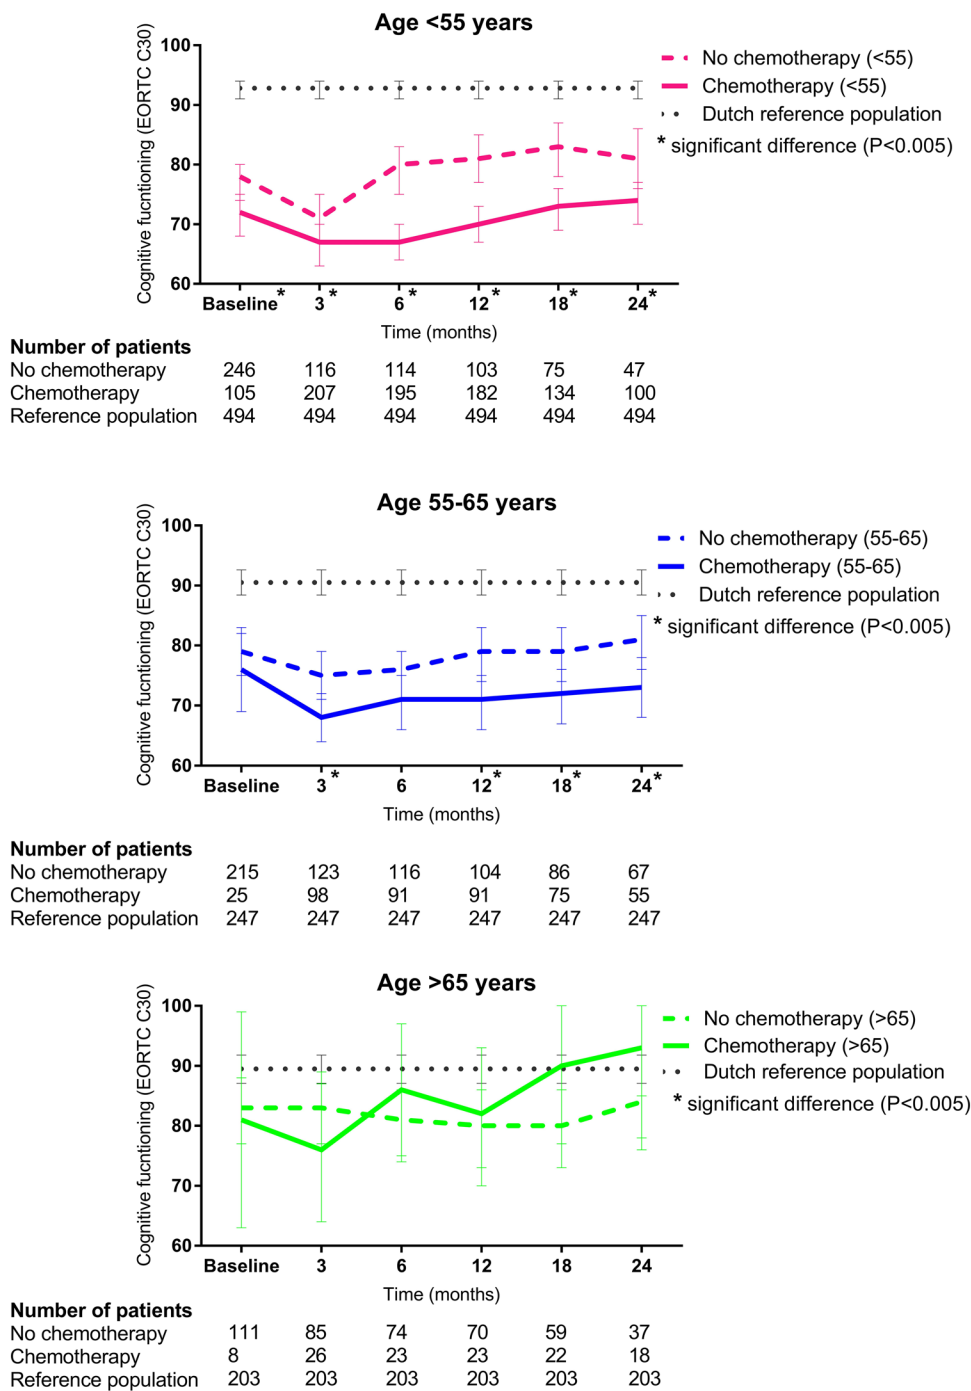 Age <55 years
Cognitive fucntioning (EORTC C30)
100
90
80
70
60
No chemotherapy (<55)
Chemotherapy (<55)
Dutch reference population
* significant difference (P<0.005)
Baseline* 3* 6* 12* 18* 24*
Time (months)
Number of patients
No chemotherapy 246 116 114 103 75 47
Chemotherapy 105 207 195 182 134 100
Reference population 494 494 494 494 494 494
Age 55-65 years
Cognitive fucntioning (EORTC C30)
100
90
80
70
60
No chemotherapy (55-65)
Chemotherapy (55-65)
Dutch reference population
* significant difference (P<0.005)
Baseline 3* 6 12* 18* 24*
Time (months)
Number of patients
No chemotherapy 215 123 116 104 86 67
Chemotherapy 25 98 91 91 75 55
Reference population 247 247 247 247 247 247
Age >65 years
Cognitive fucntioning (EORTC C30)
100
90
80
70
60
No chemotherapy (>65)
Chemotherapy (>65)
Dutch reference population
* significant difference (P<0.005)
Baseline 3 6 12 18 24
Time (months)
Number of patients
No chemotherapy 111 85 74 70 59 37
Chemotherapy 8 26 23 23 22 18
Reference population 203 203 203 203 203 203